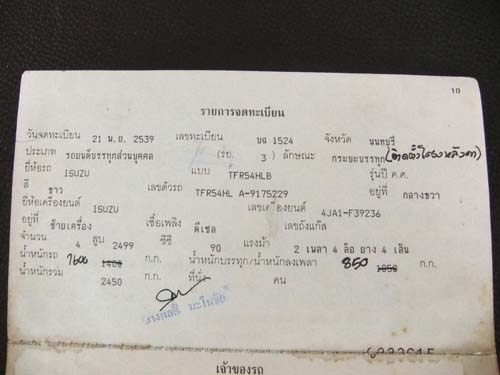 10
รายการจดทะเบียน
วันจดทะเบียน 21 พ.ย. 2539 เลขทะเบียน บฉ 1524 จังหวัด นนทบุรี
ประเภท รถยนต์บรรทุกส่วนบุคคล (รย. 3) ลักษณะ กระบะบรรทุก
ยี่ห้อรถ ISUZU แบบ TFR54HLB รุ่นปี ค.ศ.
สี ขาว เลขตัวรถ TFR54HL A-9175229 อยู่ที่ กลางขวา
ยี่ห้อเครื่องยนต์ ISUZU เลขเครื่องยนต์ 4JA1-F39236
อยู่ที่ ซ้ายเครื่อง เชื้อเพลิง ดีเซล เลขถังแก๊ส
จำนวน 4 สูบ 2499 ซีซี 90 แรงม้า 2 เพลา 4 ล้อ ยาง 4 เส้น
น้ำหนักรถ 1600 1400 ก.ก. น้ำหนักบรรทุก/น้ำหนักลงเพลา 850 1050 ก.ก.
น้ำหนักรวม 2450 ก.ก. ที่นั่ง คน
เจ้าของรถ